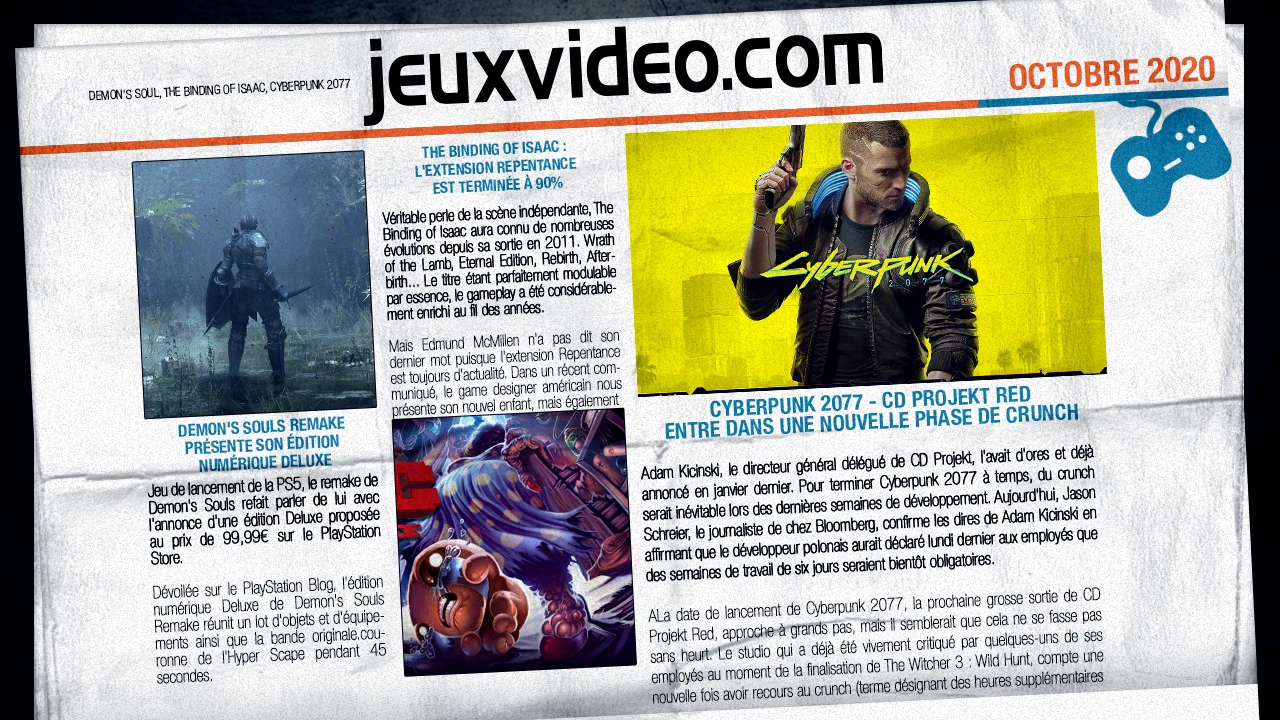 DEMON'S SOUL, THE BINDING OF ISAAC, CYBERPUNK 2077
jeuxvideo.com
OCTOBRE 2020
DEMON'S SOULS REMAKE
PRÉSENTE SON ÉDITION
NUMÉRIQUE DELUXE
Jeu de lancement de la PS5, le remake de
Demon's Souls refait parler de lui avec
l'annonce d'une édition Deluxe proposée
au prix de 99,99€ sur le PlayStation
Store.
Dévoilée sur le PlayStation Blog, l'édition
numérique Deluxe de Demon's Souls
Remake réunit un lot d'objets et d'équipe-
ments ainsi que la bande originale.cou-
ronne de l'Hyper Scape pendant 45
secondes.
THE BINDING OF ISAAC :
L'EXTENSION REPENTANCE
EST TERMINÉE À 90%
Véritable perle de la scène indépendante, The
Binding of Isaac aura connu de nombreuses
évolutions depuis sa sortie en 2011. Wrath
of the Lamb, Eternal Edition, Rebirth, After-
birth... Le titre étant parfaitement modulable
par essence, le gameplay a été considérable-
ment enrichi au fil des années.
Mais Edmund McMillen n'a pas dit son
dernier mot puisque l'extension Repentance
est toujours d'actualité. Dans un récent com-
muniqué, le game designer américain nous
présente son nouvel enfant, mais également
CYBERPUNK
2077
CYBERPUNK 2077 - CD PROJEKT RED
ENTRE DANS UNE NOUVELLE PHASE DE CRUNCH
Adam Kicinski, le directeur général délégué de CD Projekt, l'avait d'ores et déjà
annoncé en janvier dernier. Pour terminer Cyberpunk 2077 à temps, du crunch
serait inévitable lors des dernières semaines de développement. Aujourd'hui, Jason
Schreier, le journaliste de chez Bloomberg, confirme les dires de Adam Kicinski en
affirmant que le développeur polonais aurait déclaré lundi dernier aux employés que
des semaines de travail de six jours seraient bientôt obligatoires.
ALa date de lancement de Cyberpunk 2077, la prochaine grosse sortie de CD
Projekt Red, approche à grands pas, mais il semblerait que cela ne se fasse pas
sans heurt. Le studio qui a déjà été vivement critiqué par quelques-uns de ses
employés au moment de la finalisation de The Witcher 3 : Wild Hunt, compte une
nouvelle fois avoir recours au crunch (terme désignant des heures supplémentaires